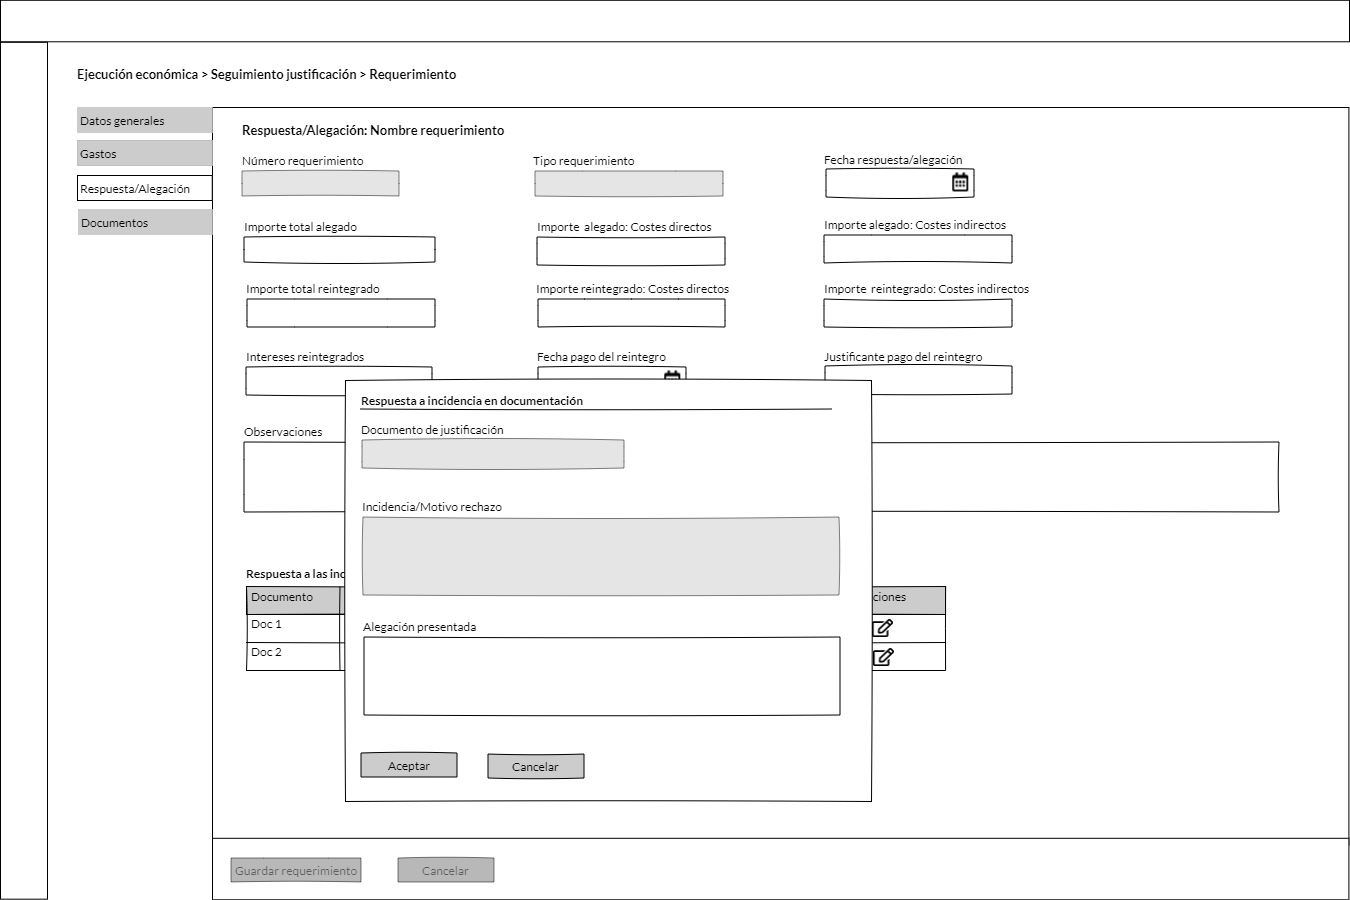 Ejecución económica > Seguimiento justificación > Requerimiento
Datos generales
Gastos
Respuesta/Alegación
Documentos
Respuesta/Alegación: Nombre requerimiento
Número requerimiento
Tipo requerimiento
Fecha respuesta/alegación
Importe total alegado
Importe alegado: Costes directos
Importe alegado: Costes indirectos
Importe total reintegrado
Importe reintegrado: Costes directos
Importe reintegrado: Costes indirectos
Intereses reintegrados
Fecha pago del reintegro
Justificante pago del reintegro
Observaciones
Respuesta a las inc
Documento
ciones
Doc 1
Doc 2
Respuesta a incidencia en documentación
Documento de justificación
Incidencia/Motivo rechazo
Alegación presentada
Aceptar
Cancelar
Guardar requerimiento
Cancelar